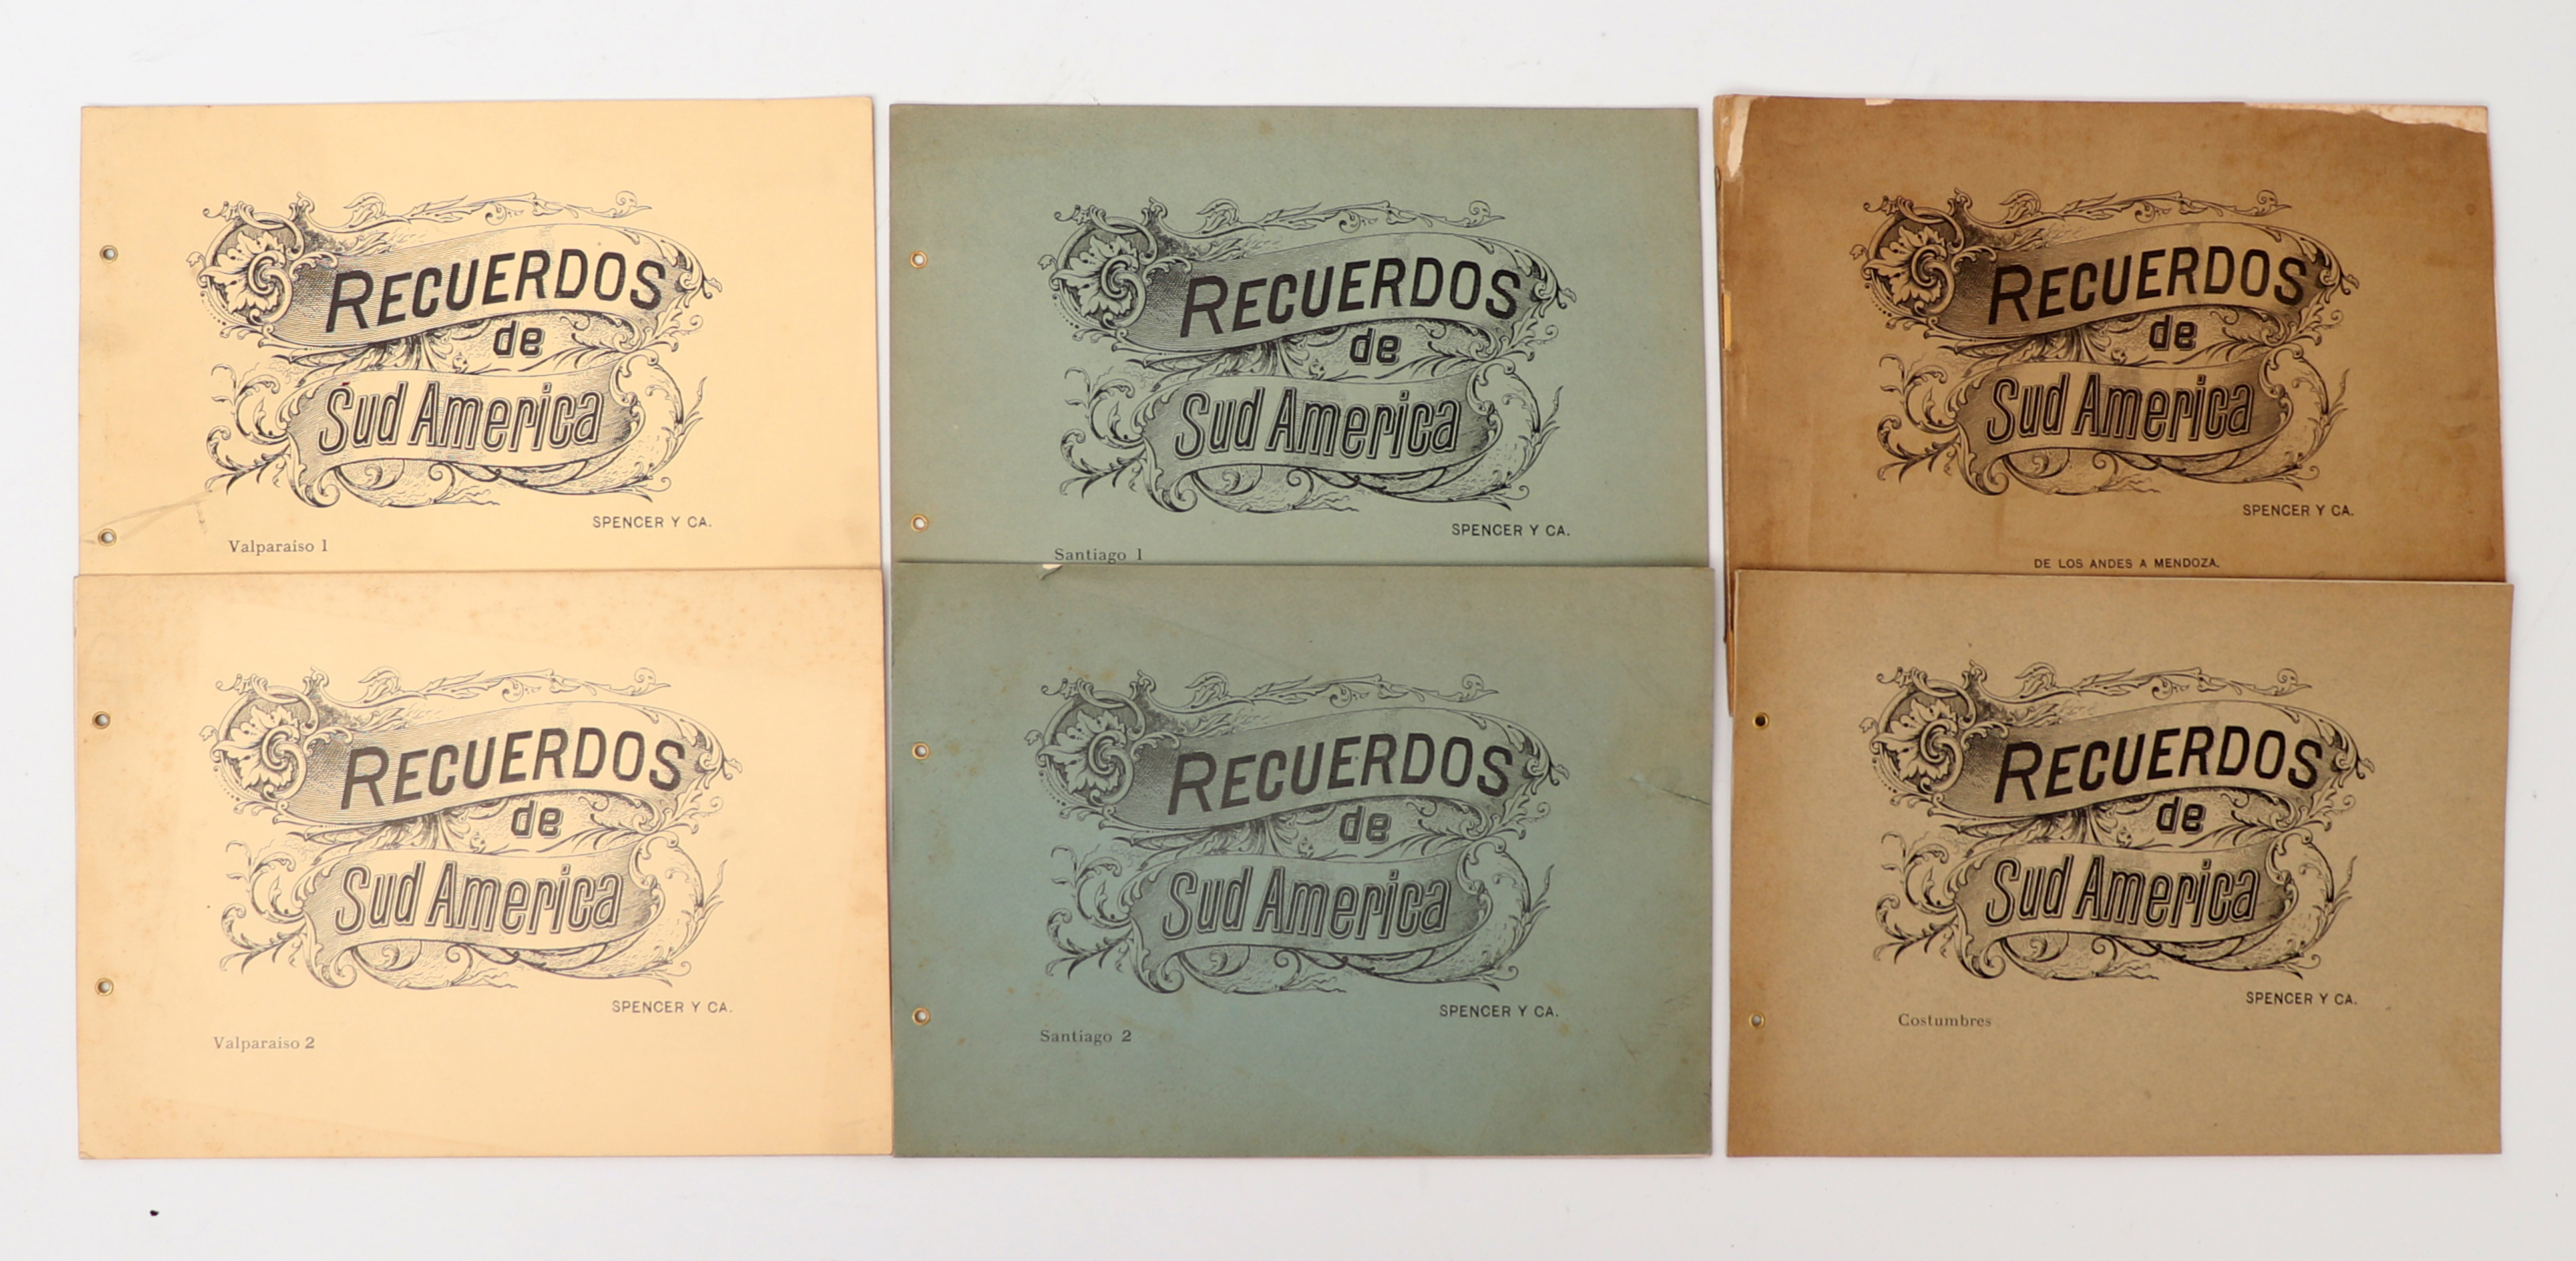 RECUERDOS
de
Sud America
SPENCER Y CA.
Valparaiso 1
RECUERDOS
de
Sud America
SPENCER Y CA.
Santiago 1
RECUERDOS
de
Sud America
SPENCER Y CA.
DE LOS ANDES A MENDOZA.
RECUERDOS
de
Sud America
SPENCER Y CA.
Valparaiso 2
RECUERDOS
de
Sud America
SPENCER Y CA.
Santiago 2
RECUERDOS
de
Sud America
SPENCER Y CA.
Costumbres